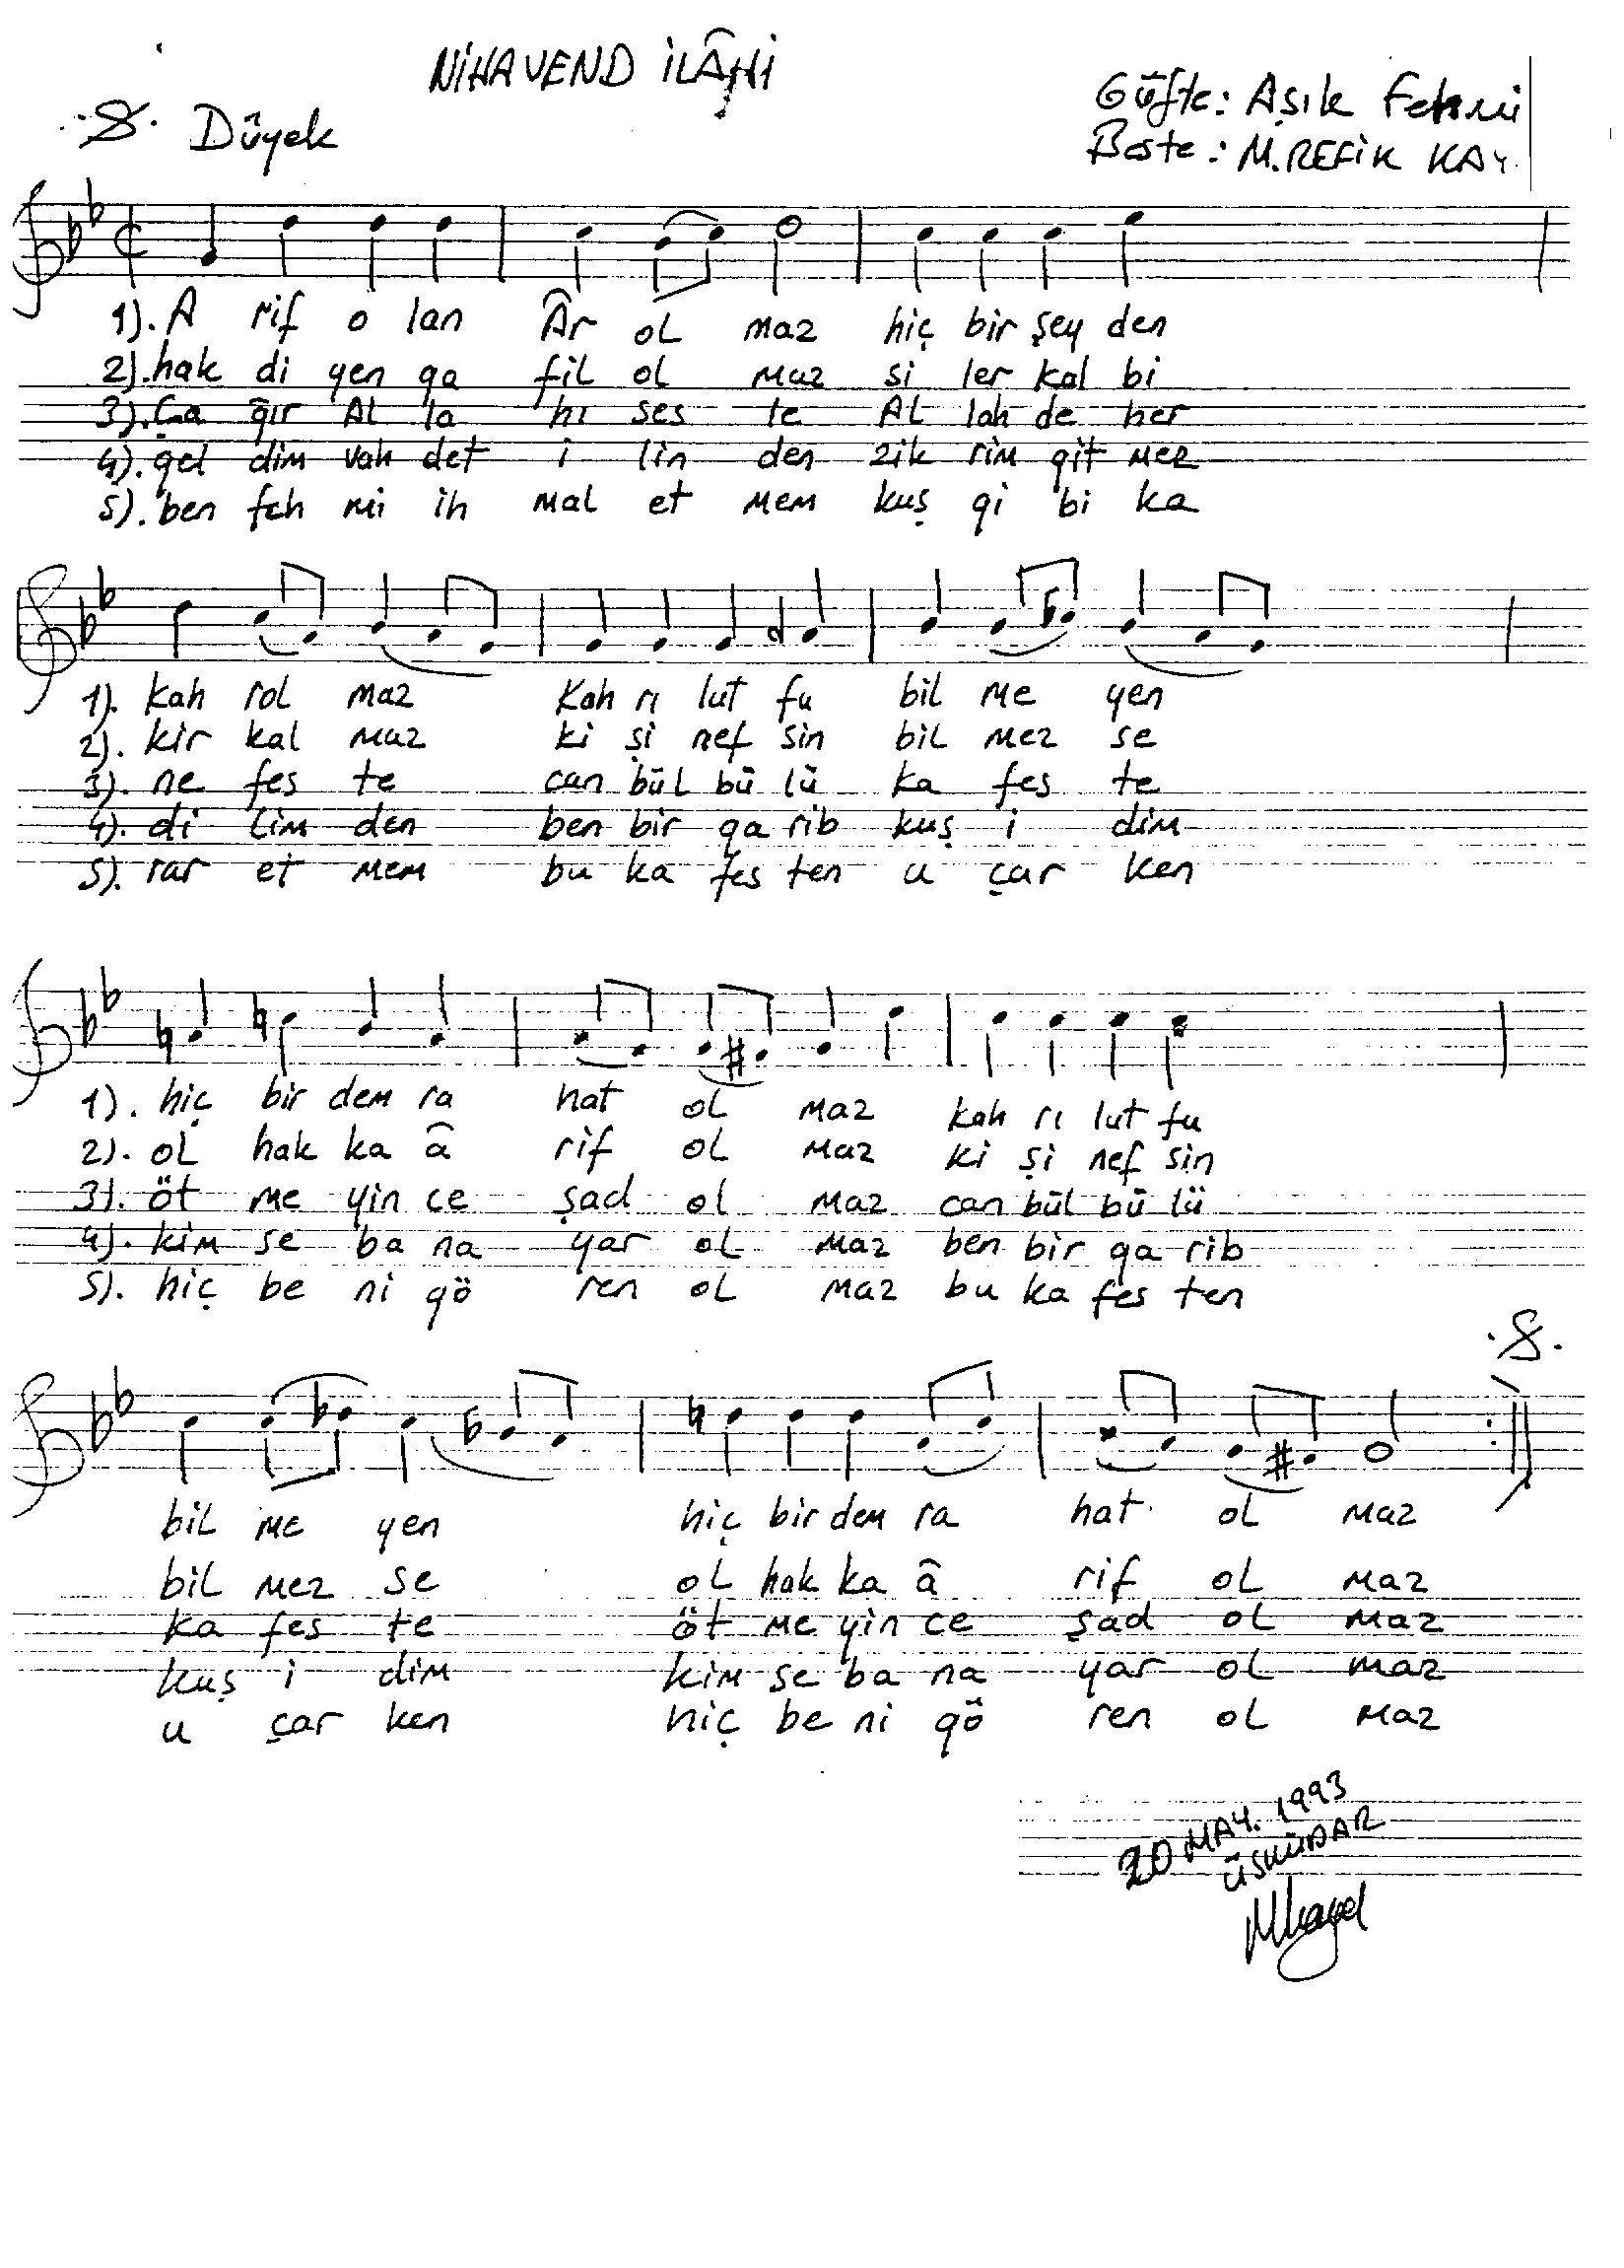 NİHAVEND İLÂHİ
Düyek
Güfte: Aşık Fehmi
Beste: M. REFİK KAY
1). A rif o lan Âr oL maz hiç bir şey den
2). hak di yen ga fil ol maz si ler kal bi
3). Ça ğır AL la hı ses te AL lah de her
4). gel dim vah det i lin den zik rim git mez
5). ben feh mi ih mal et mem kuş gi bi ka
1). kah rol maz kah rı lut fu bil me yen
2). kir kal maz ki şi nef sin bil mez se
3). ne fes te can bül bü lü ka fes te
4). di lim den ben bir ga rib kuş i dim
5). rar et mem bu ka fes ten u çar ken
1). hiç bir dem ra hat oL maz kah rı lut fu
2). oL hak ka â rif oL maz ki şi nef sin
3). öt me yin ce şad ol maz can bül bü lü
4). kim se ba na yar oL maz ben bir ga rib
5). hiç be ni gö ren oL maz bu ka fes ten
bil me yen hiç bir dem ra hat oL maz
bil mez se oL hak ka â rif oL maz
ka fes te öt me yin ce şad oL maz
kuş i dim kim se ba na yar oL maz
u çar ken hiç be ni gö ren oL maz
20 MAY. 1993
ÜSKÜDAR